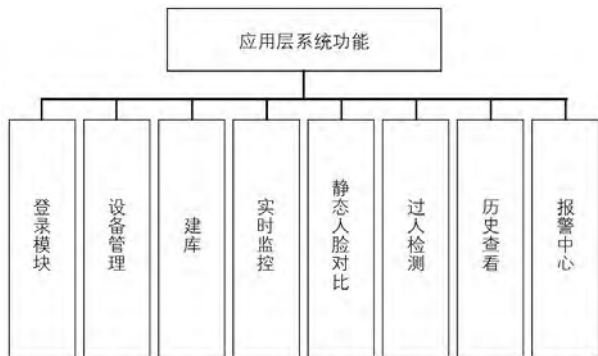 应用层系统功能
登录模块
设备管理
建库
实时监控
静态人脸对比
过人检测
历史查看
报警中心